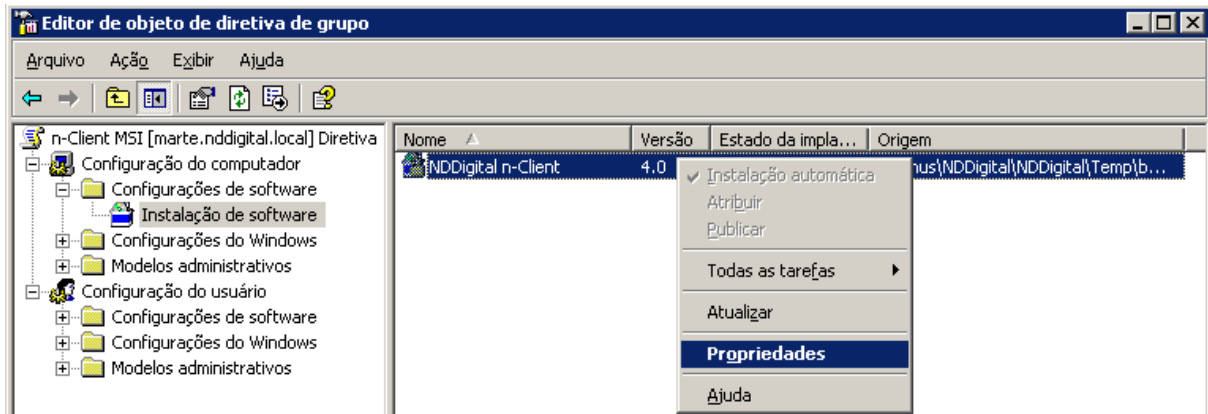 Editor de objeto de diretiva de grupo
Arquivo Ação Exibir Ajuda
n-Client MSI [marte.nddigital.local] Diretiva
Configuração do computador
Configurações de software
Instalação de software
Configurações do Windows
Modelos administrativos
Configuração do usuário
Configurações de software
Configurações do Windows
Modelos administrativos
Nome Versão Estado da impla... Origem
NDDigital n-Client 4.0 nus\NDDigital\NDDigital\Temp\b...
Instalação automática
Atribuir
Publicar
Todas as tarefas
Atualizar
Propriedades
Ajuda